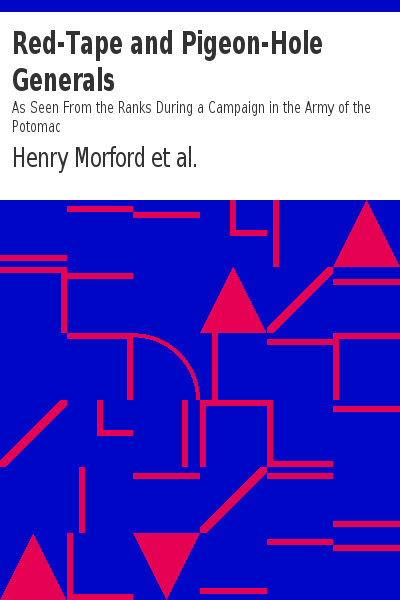 Red-Tape and Pigeon-Hole
Generals
As Seen From the Ranks During a Campaign in the Army of the
Potomac
Henry Morford et al.